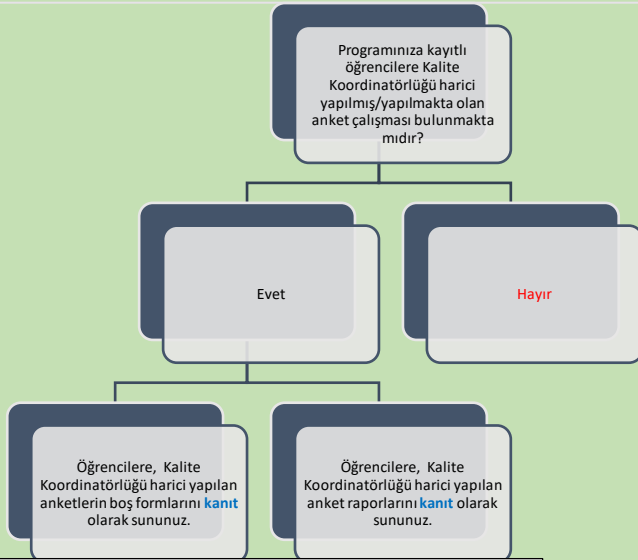 Programınıza kayıtlı
öğrencilere Kalite
Koordinatörlüğü harici
yapılmış/yapılmakta olan
anket çalışması bulunmakta
mıdır?
Evet
Hayır
Öğrencilere, Kalite
Koordinatörlüğü harici yapılan
anketlerin boş formlarını kanıt
olarak sununuz.
Öğrencilere, Kalite
Koordinatörlüğü harici yapılan
anket raporlarını kanıt olarak
sununuz.